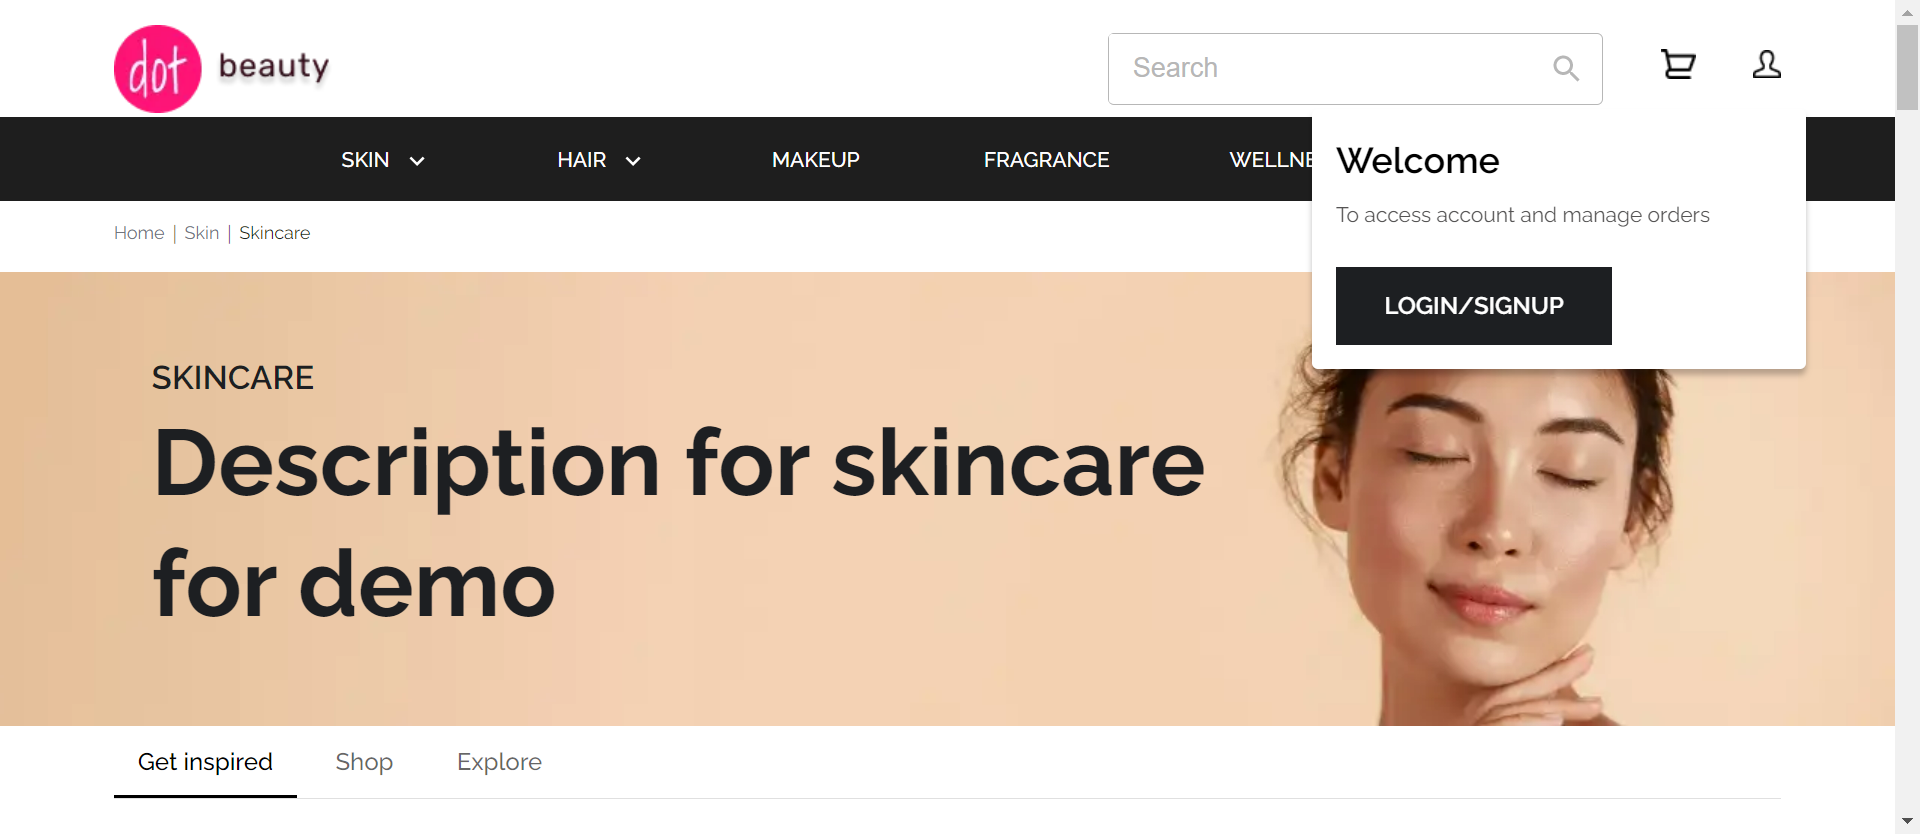 dot beauty
Search
SKIN HAIR MAKEUP FRAGRANCE WELLNE
Welcome
To access account and manage orders
LOGIN/SIGNUP
Home | Skin | Skincare
SKINCARE
Description for skincare
for demo
Get inspired Shop Explore